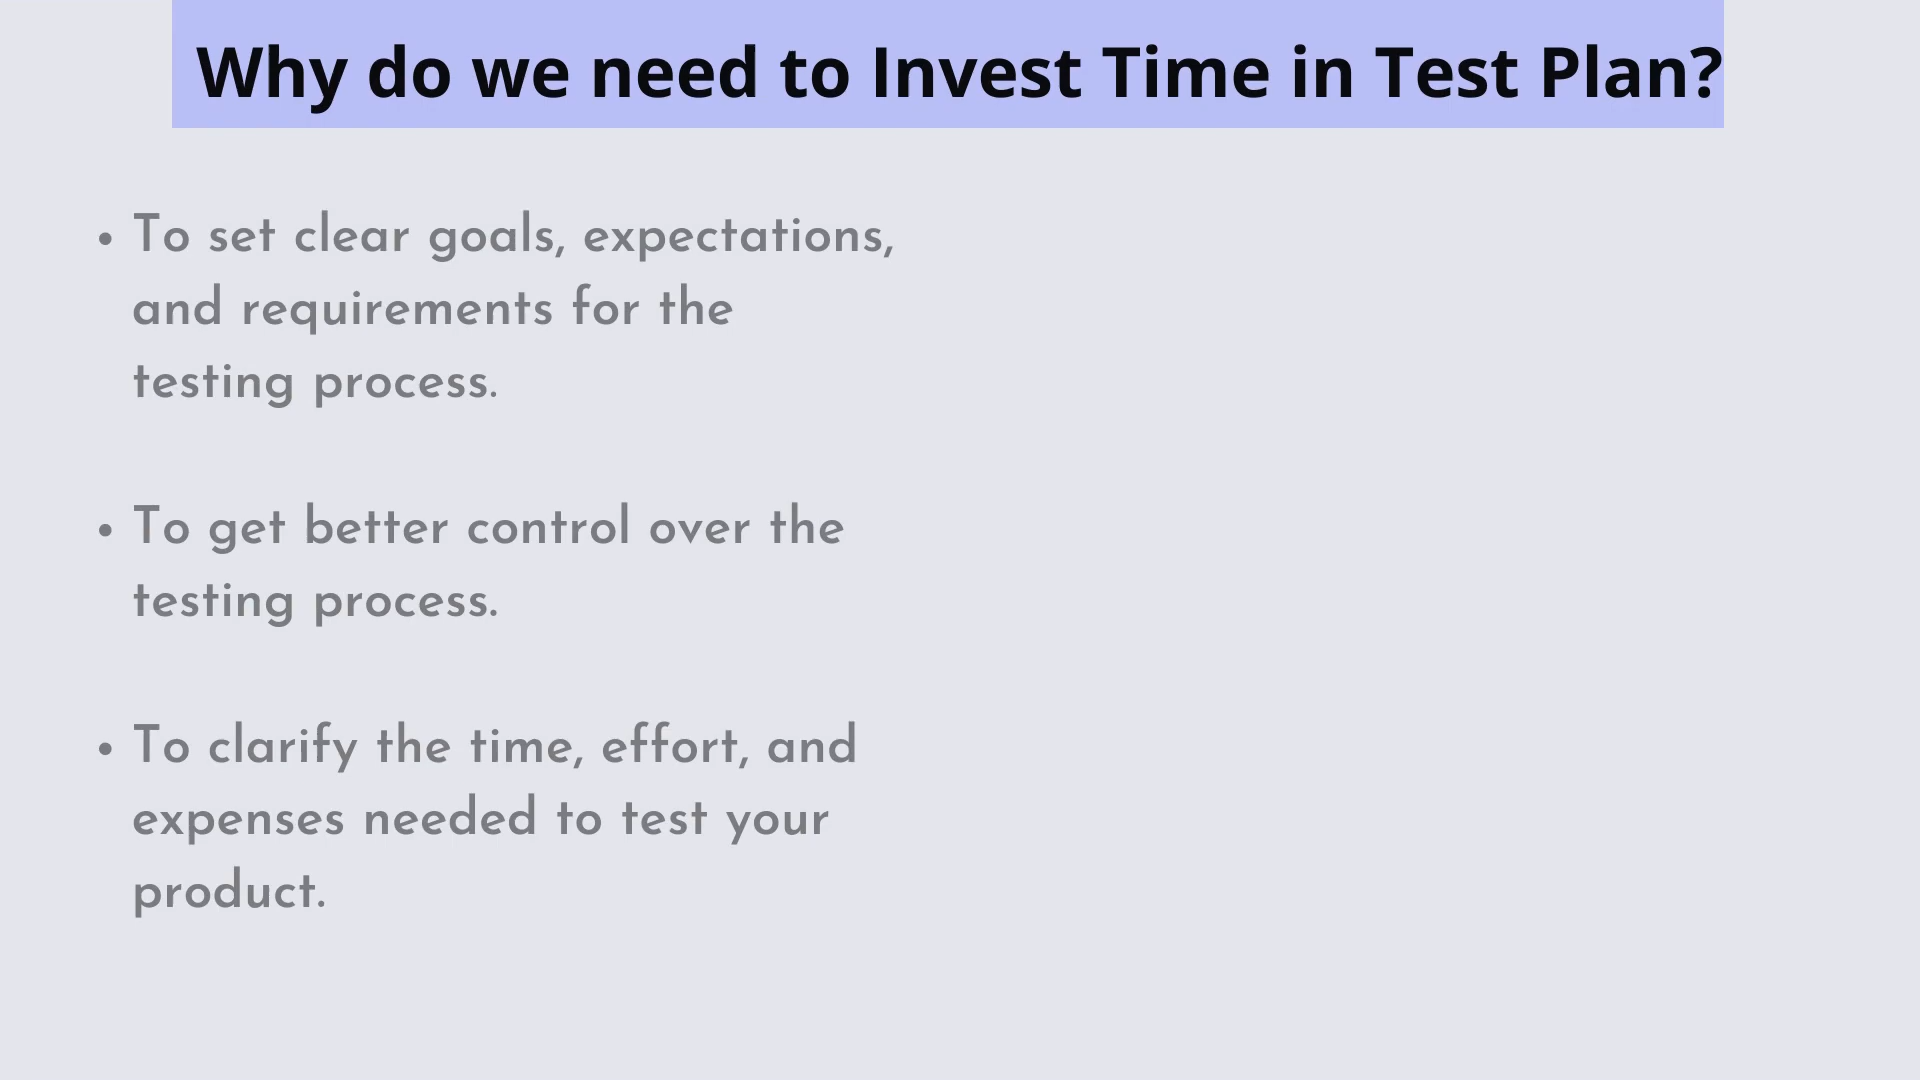 Why do we need to Invest Time in Test Plan?
• To set clear goals, expectations,
and requirements for the
testing process.
• To get better control over the
testing process.
• To clarify the time, effort, and
expenses needed to test your
product.